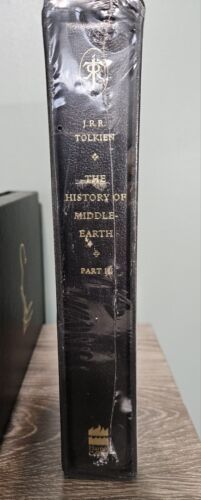 J.R.R.
TOLKIEN
THE
HISTORY OF
MIDDLE-
EARTH
PART II